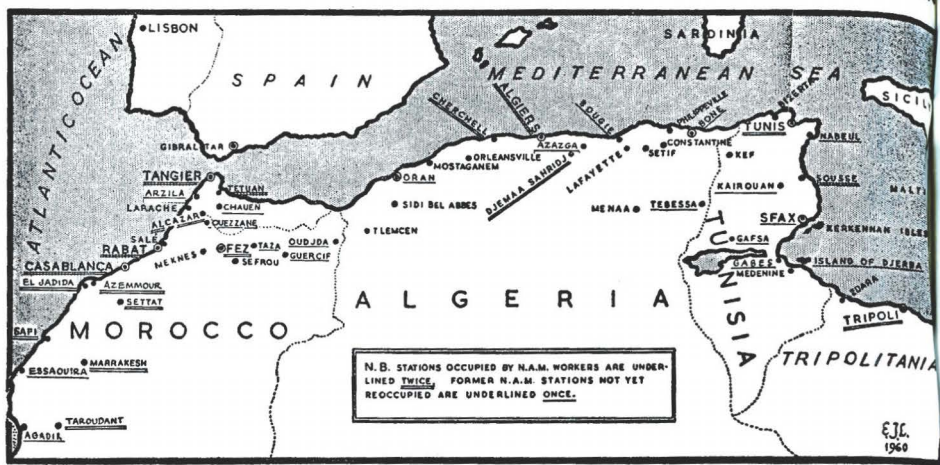 LISBON
SPAIN
SARDINIA
MEDITERRANEAN SEA
ATLANTIC OCEAN
CHERCHELL
ALGIERS
BOUGIE
PHILIPPEVILLE
BONE
BIZERTA
SICIL
GIBRALTAR
AZAZGA
CONSTANTINE
TUNIS
NABEUL
ORLEANSVILLE
SETIF
KEF
MOSTAGANEM
LAFAYETTE
TANGIER
TETUAN
ORAN
DJEMAA SAHRIDJ
KAIROUAN
SOUSSE
MALTI
ARZILA
LARACHE
CHAUEN
SIDI BEL ABBES
MENAA
TEBESSA
ALCAZAR
OUEZZANE
SFAX
KERKENNAH ISLES
TLEMCEN
SALE
RABAT
FEZ
TAZA
OUDJDA
GAFSA
MEKNES
SEFROU
GUERCIF
CASABLANCA
GABES
ISLAND OF DJERBA
MEDENINE
EL JADIDA
AZEMMOUR
SETTAT
ALGERIA
TUNISIA
ZDARA
TRIPOLI
SAFI
MOROCCO
TRIPOLITANIA
MARRAKESH
ESSAOUIRA
N.B. STATIONS OCCUPIED BY N.A.M. WORKERS ARE UNDER-
LINED TWICE, FORMER N.A.M. STATIONS NOT YET
REOCCUPIED ARE UNDERLINED ONCE.
TAROUDANT
AGADIR
E.J.L.
1960